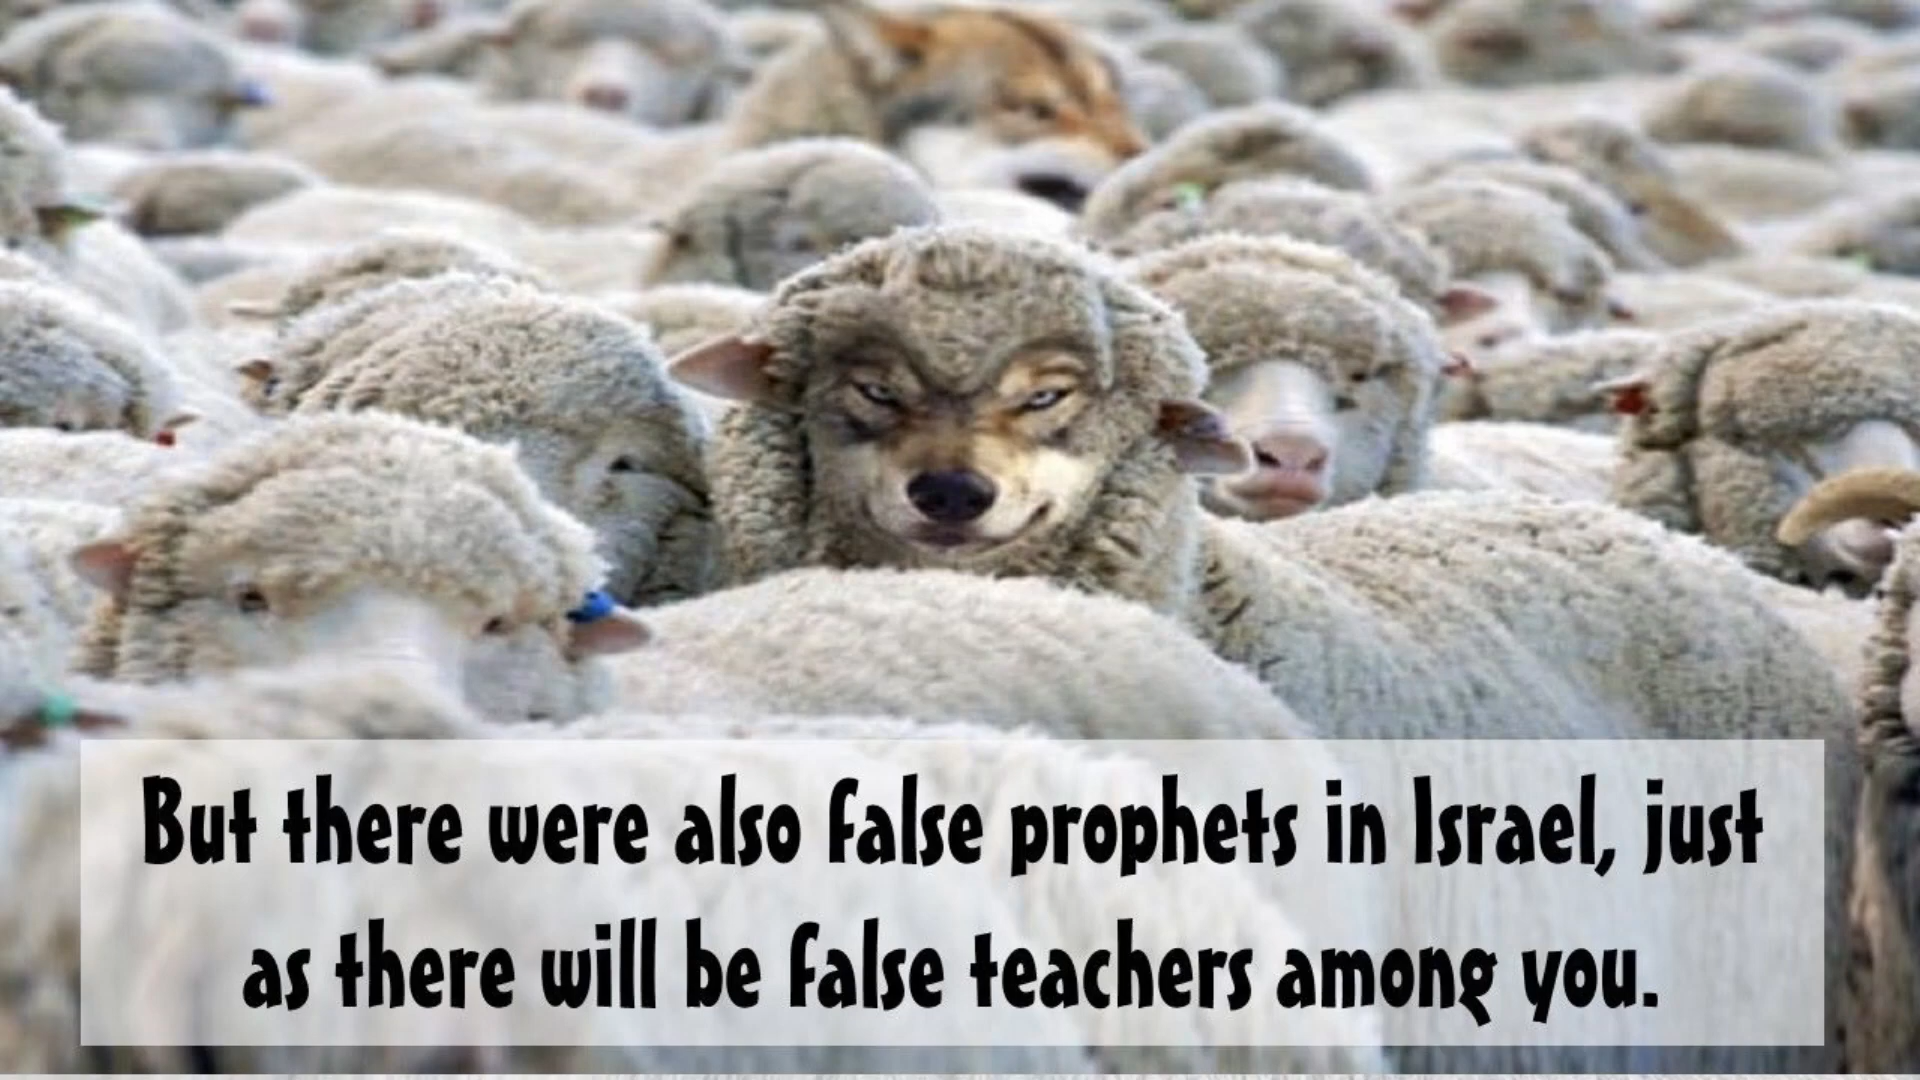 But there were also false prophets in Israel, just
as there will be false teachers among you.